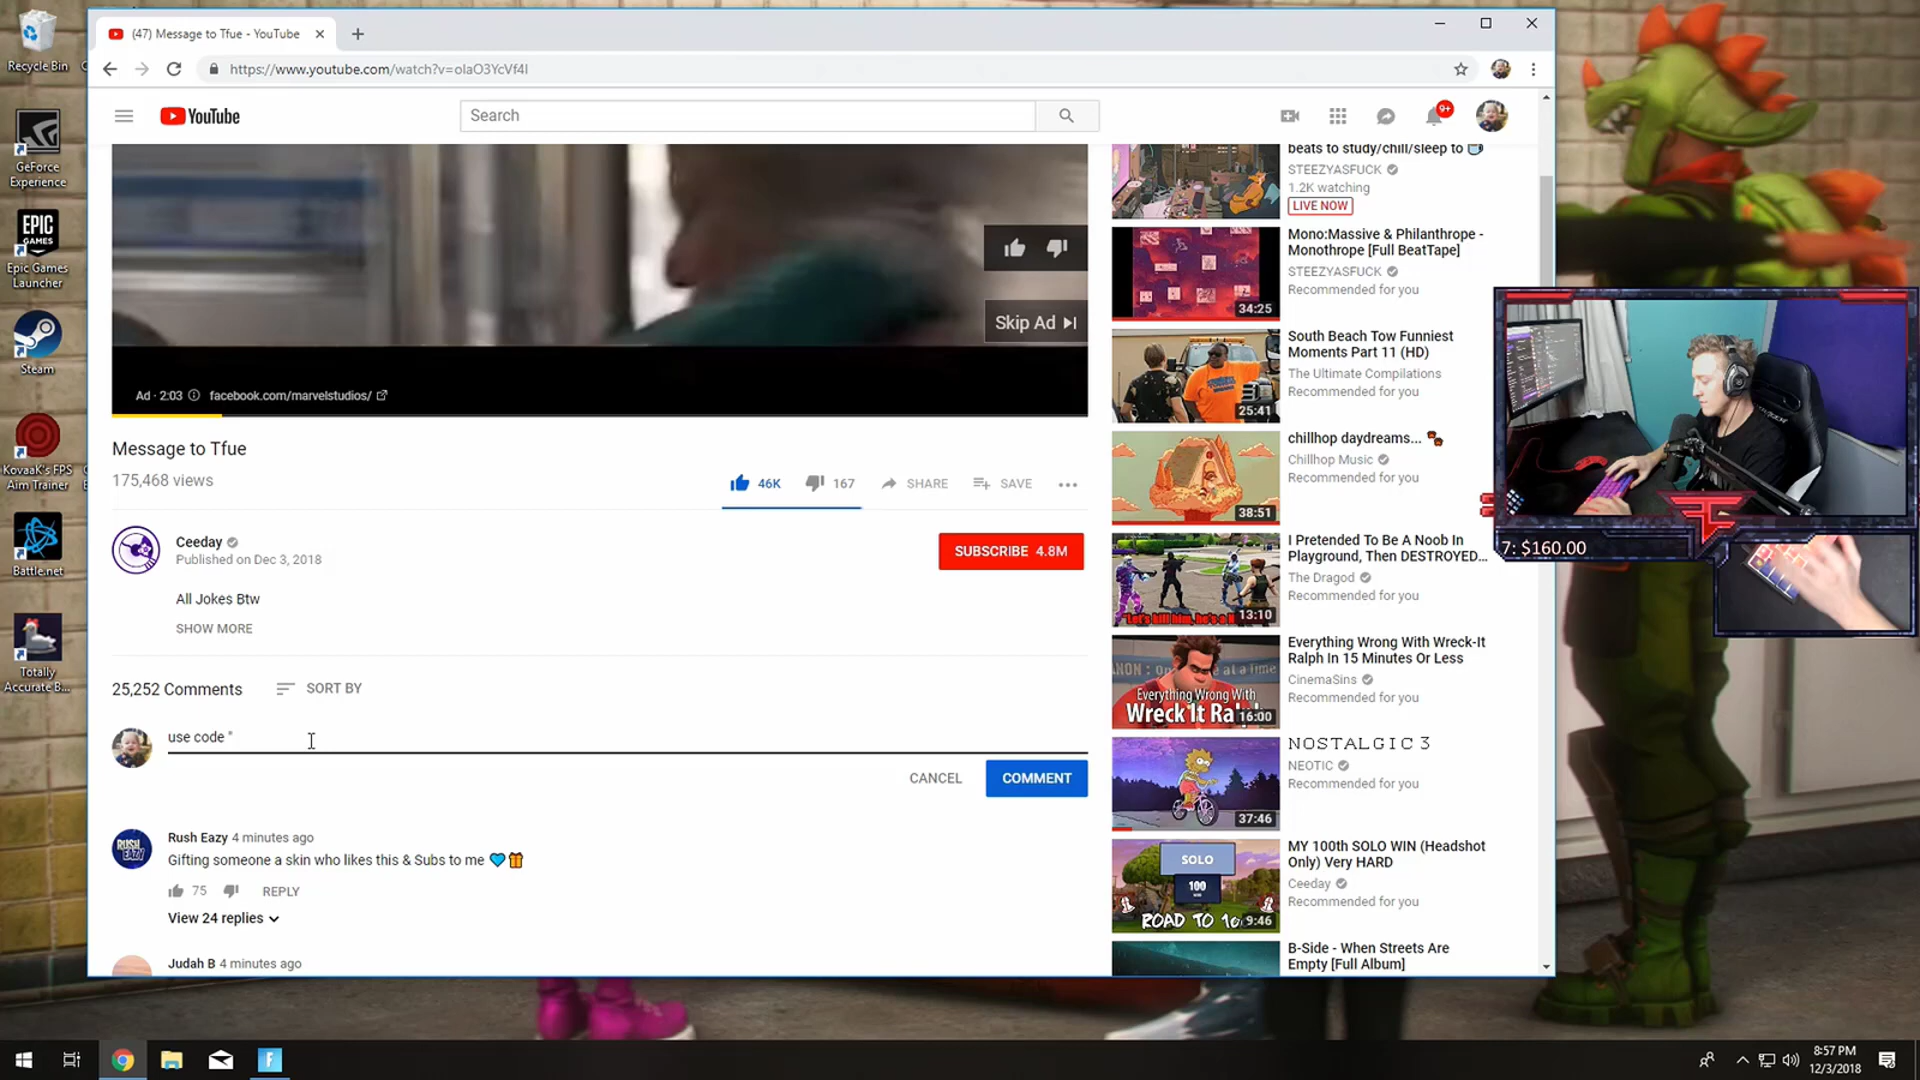 Recycle Bin
GeForce
Experience
EPIC
GAMES
Epic Games
Launcher
Steam
KovaaK's FPS
Aim Trainer
Battle.net
Totally
Accurate B...
(47) Message to Tfue - YouTube
https://www.youtube.com/watch?v=olaO3YcVf4I
YouTube
Search
9+
Skip Ad
Ad · 2:03
facebook.com/marvelstudios/
Message to Tfue
175,468 views
46K
167
SHARE
SAVE
Ceeday
Published on Dec 3, 2018
SUBSCRIBE 4.8M
All Jokes Btw
SHOW MORE
25,252 Comments
SORT BY
use code "
CANCEL
COMMENT
RUSH
EAZY
Rush Eazy 4 minutes ago
Gifting someone a skin who likes this & Subs to me
75
REPLY
View 24 replies
Judah B 4 minutes ago
beats to study/chill/sleep to
STEEZYASFUCK
1.2K watching
LIVE NOW
Mono:Massive & Philanthrope -
Monothrope [Full BeatTape]
STEEZYASFUCK
Recommended for you
34:25
South Beach Tow Funniest
Moments Part 11 (HD)
The Ultimate Compilations
Recommended for you
25:41
chillhop daydreams...
Chillhop Music
Recommended for you
38:51
I Pretended To Be A Noob In
Playground, Then DESTROYED...
The Dragod
Recommended for you
13:10
Everything Wrong With Wreck-It
Ralph In 15 Minutes Or Less
CinemaSins
Recommended for you
Everything Wrong With
Wreck It Ra
16:00
NOSTALGIC 3
NEOTIC
Recommended for you
37:46
MY 100th SOLO WIN (Headshot
Only) Very HARD
Ceeday
Recommended for you
SOLO
100
ROAD TO 10
9:46
B-Side - When Streets Are
Empty [Full Album]
7: $160.00
8:57 PM
12/3/2018